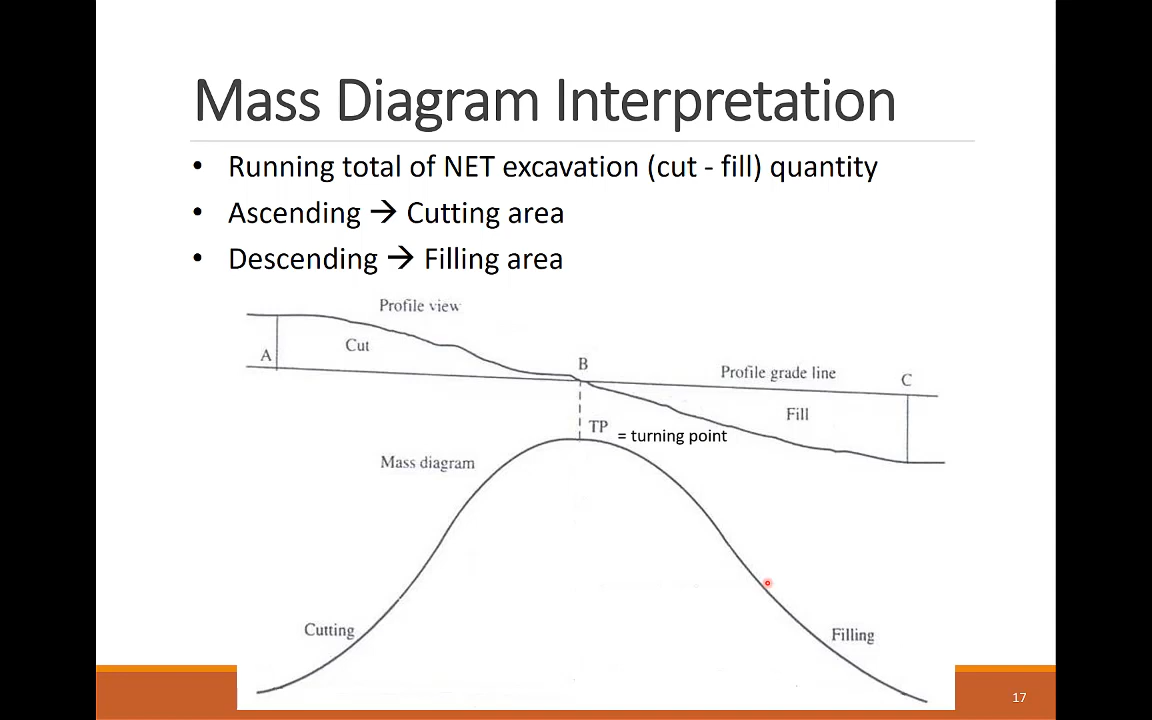 Mass Diagram Interpretation
• Running total of NET excavation (cut - fill) quantity
• Ascending → Cutting area
• Descending → Filling area
Profile view
A
Cut
B
Profile grade line
C
Fill
TP
= turning point
Mass diagram
Cutting
Filling
17